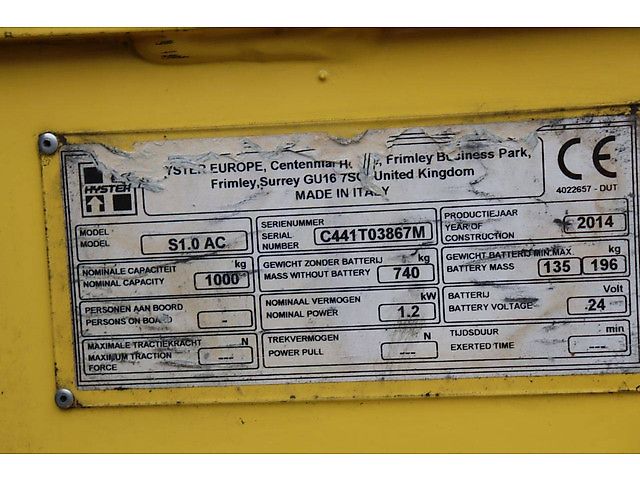 HYSTER
YSTER EUROPE, Centennial Frimley Business Park,
Frimley,Surrey GU16 United Kingdom
MADE IN ITALY
CE
4022657 - DUT
MODEL
MODEL
S1.0 AC
SERIENUMMER
SERIAL
NUMBER
C441T03867M
PRODUCTIEJAAR
YEAR OF
CONSTRUCTION
2014
NOMINALE CAPACITEIT kg
NOMINAL CAPACITY
1000
GEWICHT ZONDER BATTERIJ kg
MASS WITHOUT BATTERY
740
GEWICHT BATTERIJ MIN.MAX kg
BATTERY MASS
135 196
PERSONEN AAN BOORD
PERSONS ON BOARD
-
NOMINAAL VERMOGEN kW
NOMINAL POWER
1.2
BATTERIJ Volt
BATTERY VOLTAGE
24
MAXIMALE TRACTIEKRACHT N
MAXIMUM TRACTION
FORCE
---
TREKVERMOGEN N
POWER PULL
---
TIJDSDUUR min
EXERTED TIME
---